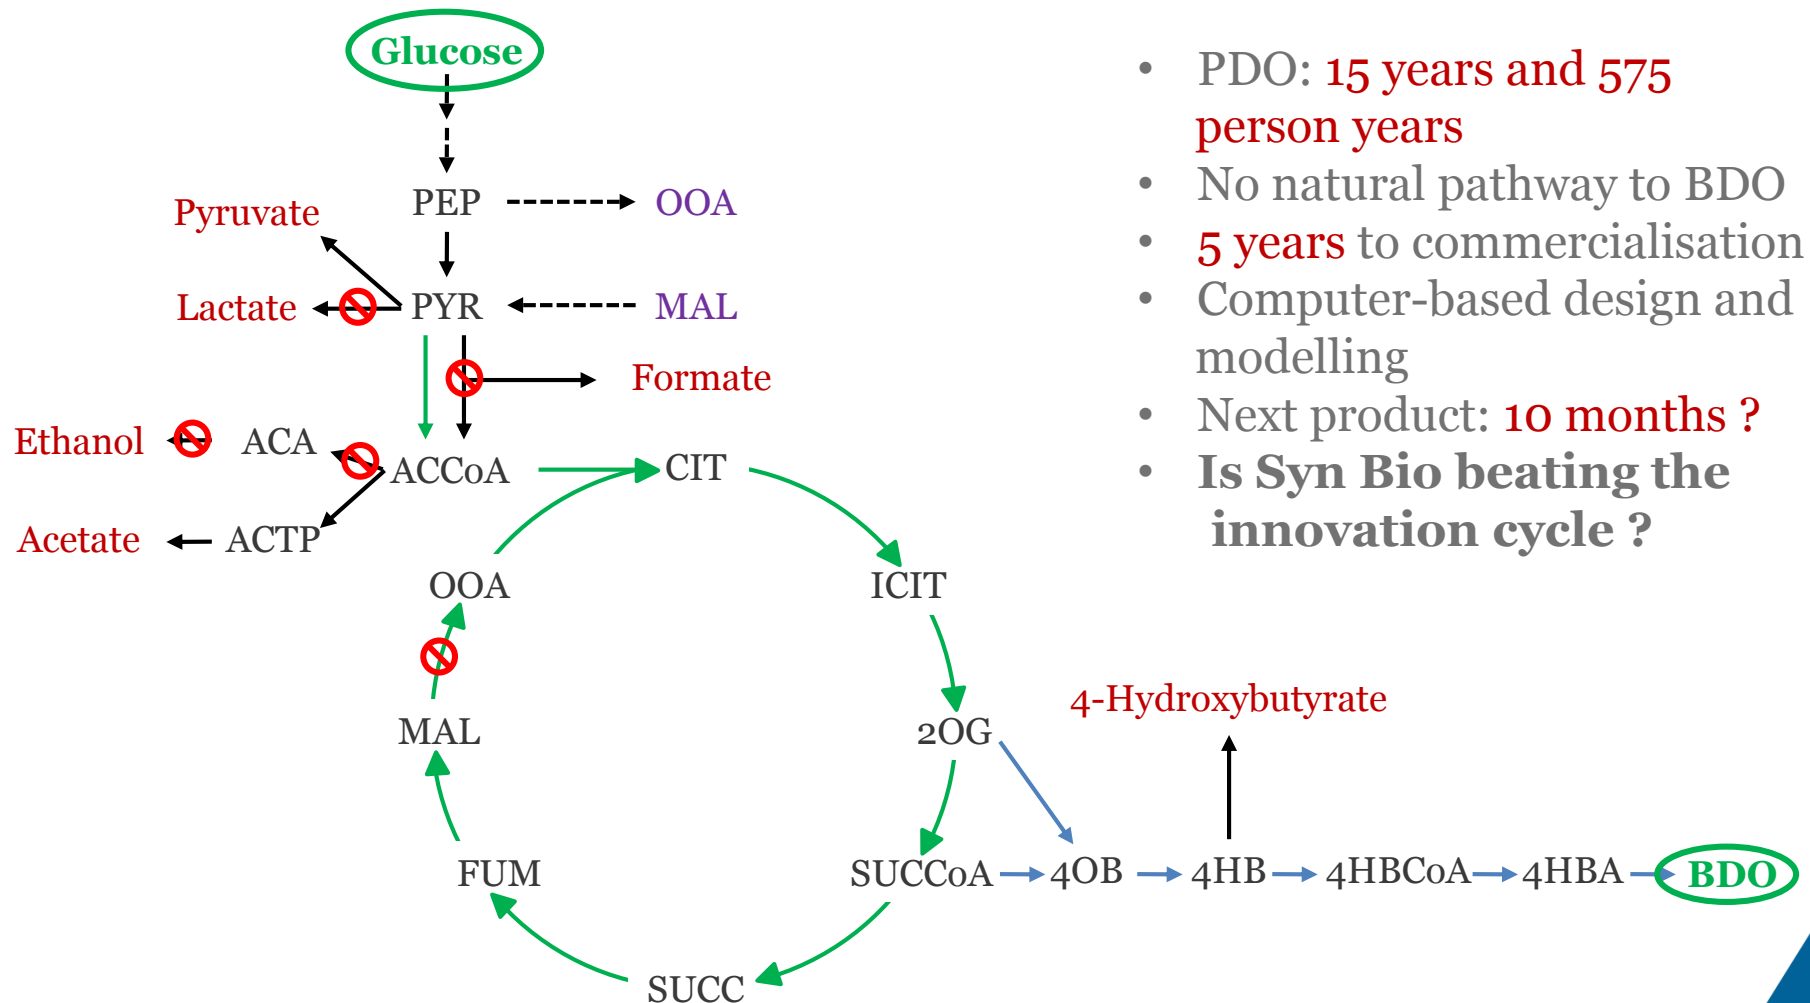 Glucose
PEP
OOA
Pyruvate
Lactate
PYR
MAL
Formate
Ethanol
ACA
ACCoA
CIT
Acetate
ACTP
OOA
ICIT
MAL
2OG
4-Hydroxybutyrate
FUM
SUCCoA
4OB
4HB
4HBCoA
4HBA
BDO
SUCC
• PDO: 15 years and 575
person years
• No natural pathway to BDO
• 5 years to commercialisation
• Computer-based design and
modelling
• Next product: 10 months ?
• Is Syn Bio beating the
innovation cycle ?